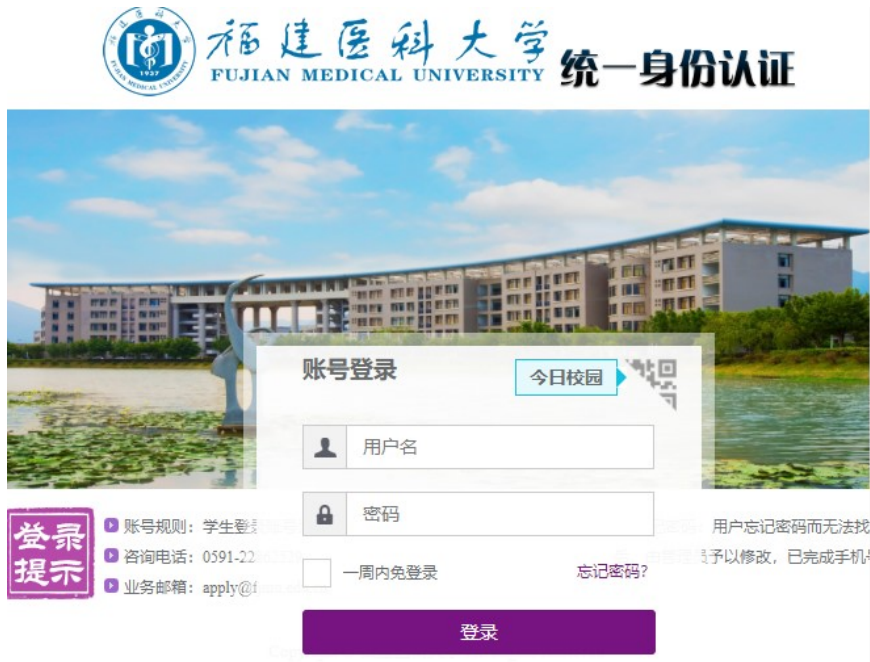 福建医科大学
FUJIAN MEDICAL UNIVERSITY
1937
统一身份认证
账号登录
今日校园
用户名
密码
一周内免登录
忘记密码?
登录
登录
提示
账号规则：学生登录
咨询电话：0591-22
业务邮箱：apply@f
用户忘记密码而无法找
予以修改，已完成手机